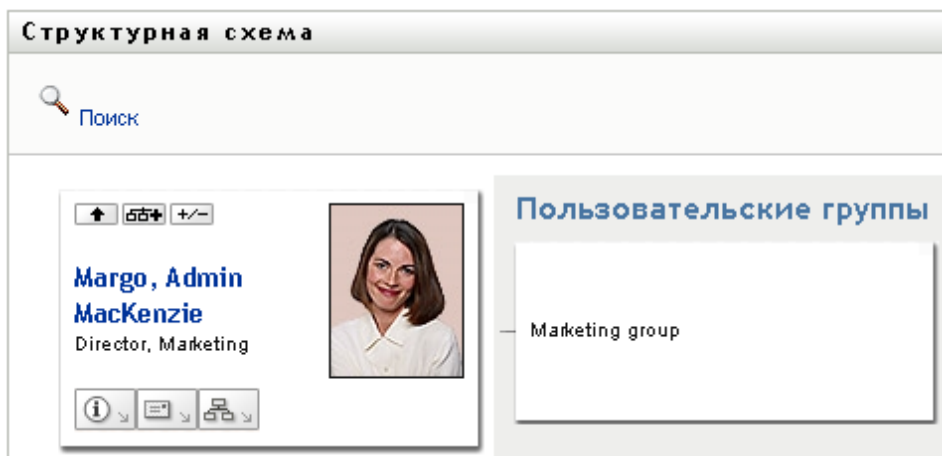 Структурная схема
Поиск
+/-
Margo, Admin
MacKenzie
Director, Marketing
Пользовательские группы
Marketing group